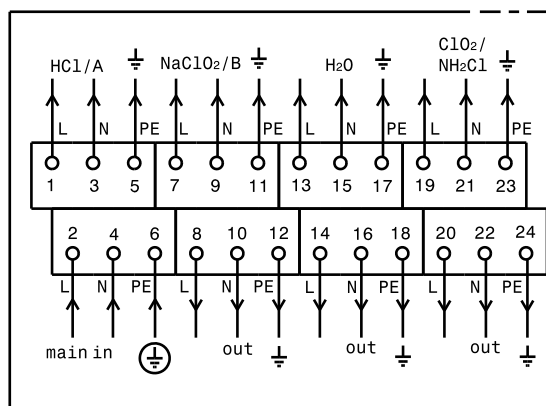 ClO₂/
HCl/A NaClO₂/B H₂O NH₂Cl
L N PE L N PE L N PE L N PE
1 3 5 7 9 11 13 15 17 19 21 23
2 4 6 8 10 12 14 16 18 20 22 24
L N PE L N PE L N PE L N PE
main in out out out